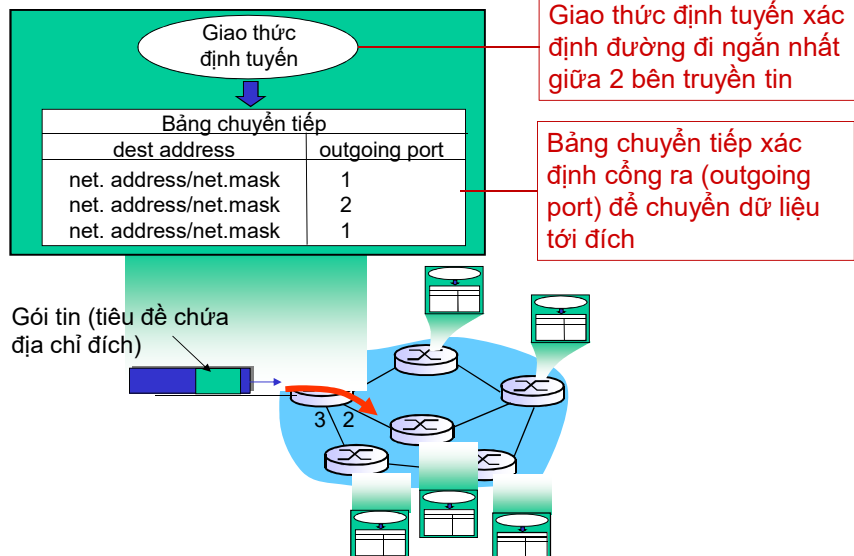 Giao thức
định tuyến
Giao thức định tuyến xác
định đường đi ngắn nhất
giữa 2 bên truyền tin
Bảng chuyển tiếp
dest address outgoing port
net. address/net.mask 1
net. address/net.mask 2
net. address/net.mask 1
Bảng chuyển tiếp xác
định cổng ra (outgoing
port) để chuyển dữ liệu
tới đích
Gói tin (tiêu đề chứa
địa chỉ đích)
3 2